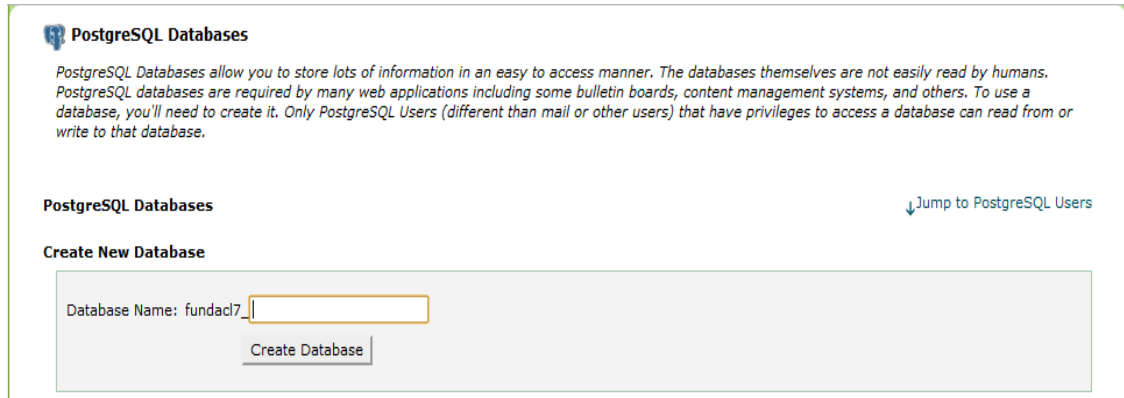 PostgreSQL Databases
PostgreSQL Databases allow you to store lots of information in an easy to access manner. The databases themselves are not easily read by humans.
PostgreSQL databases are required by many web applications including some bulletin boards, content management systems, and others. To use a
database, you'll need to create it. Only PostgreSQL Users (different than mail or other users) that have privileges to access a database can read from or
write to that database.
PostgreSQL Databases
↓Jump to PostgreSQL Users
Create New Database
Database Name: fundacl7_
Create Database